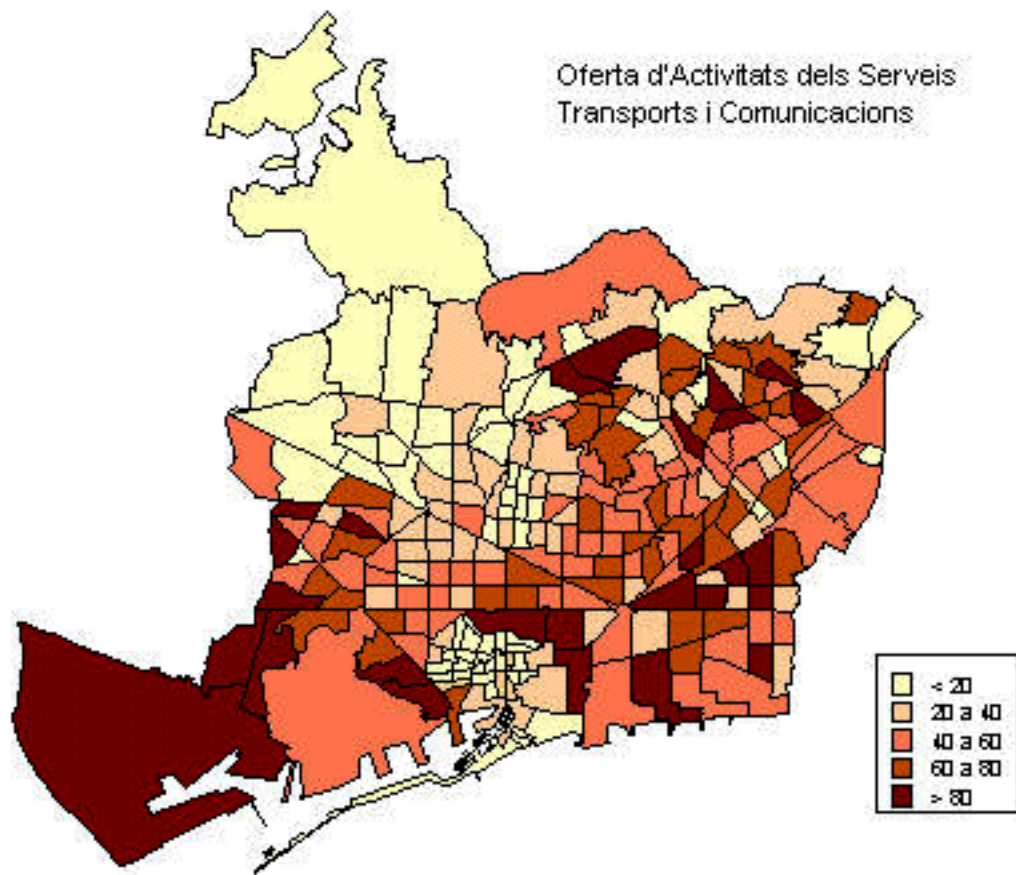 Oferta d'Activitats dels Serveis
Transports i Comunicacions
< 20
20 a 40
40 a 60
60 a 80
> 80